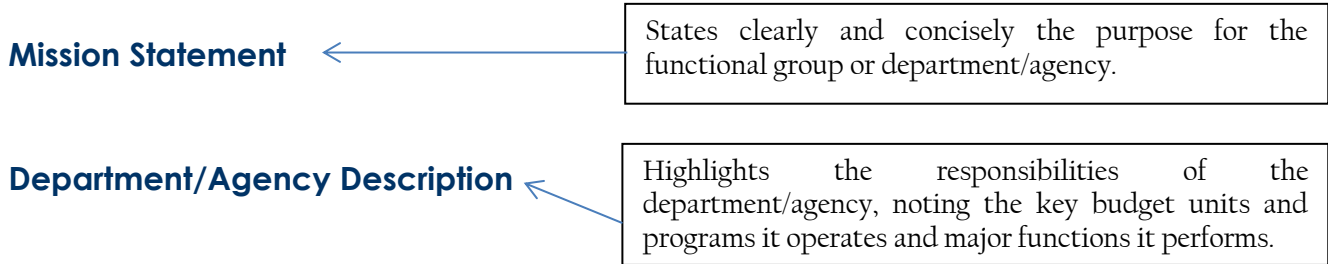 Mission Statement
States clearly and concisely the purpose for the
functional group or department/agency.
Department/Agency Description
Highlights the responsibilities of the
department/agency, noting the key budget units and
programs it operates and major functions it performs.